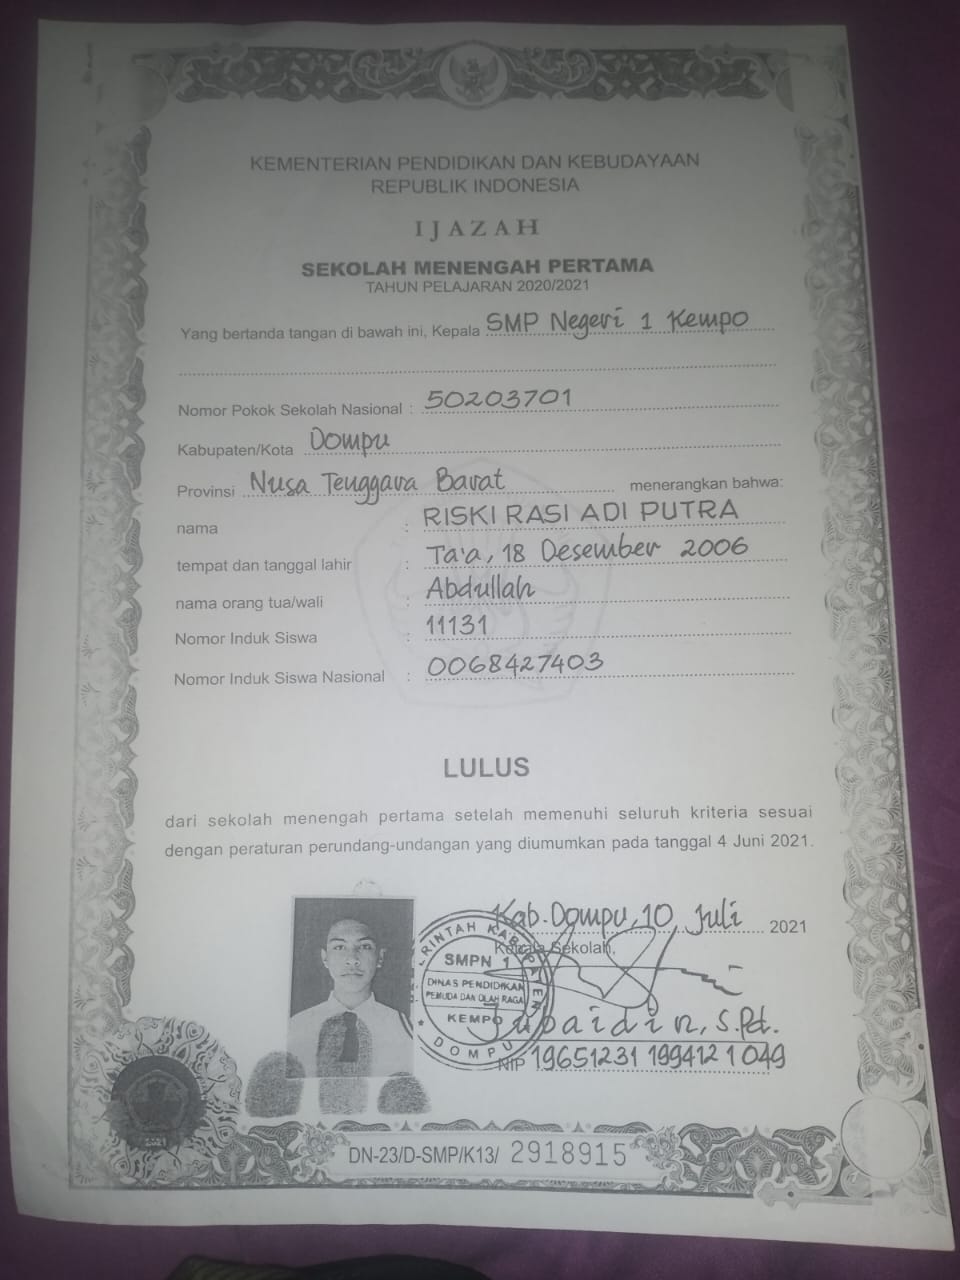 KEMENTERIAN PENDIDIKAN DAN KEBUDAYAAN
REPUBLIK INDONESIA
IJAZAH
SEKOLAH MENENGAH PERTAMA
TAHUN PELAJARAN 2020/2021
Yang bertanda tangan di bawah ini, Kepala SMP Negeri 1 Kempo
Nomor Pokok Sekolah Nasional : 50203701
Kabupaten/Kota Dompu
Provinsi Nusa Tenggara Barat menerangkan bahwa:
nama : RISKI RASI ADI PUTRA
tempat dan tanggal lahir : Ta'a, 18 Desember 2006
nama orang tua/wali : Abdullah
Nomor Induk Siswa : 11131
Nomor Induk Siswa Nasional : 0068427403
LULUS
dari sekolah menengah pertama setelah memenuhi seluruh kriteria sesuai
dengan peraturan perundang-undangan yang diumumkan pada tanggal 4 Juni 2021.
Kab. Dompu, 10 Juli 2021
Kepala Sekolah,
SMPN 1
DINAS PENDIDIKAN
PEMUDA DAN OLAH RAGA
KEMPO
DOMPU
Jubaidin, S.Pd.
NIP 19651231 199412 1 049
2021
DN-23/D-SMP/K13/ 2918915